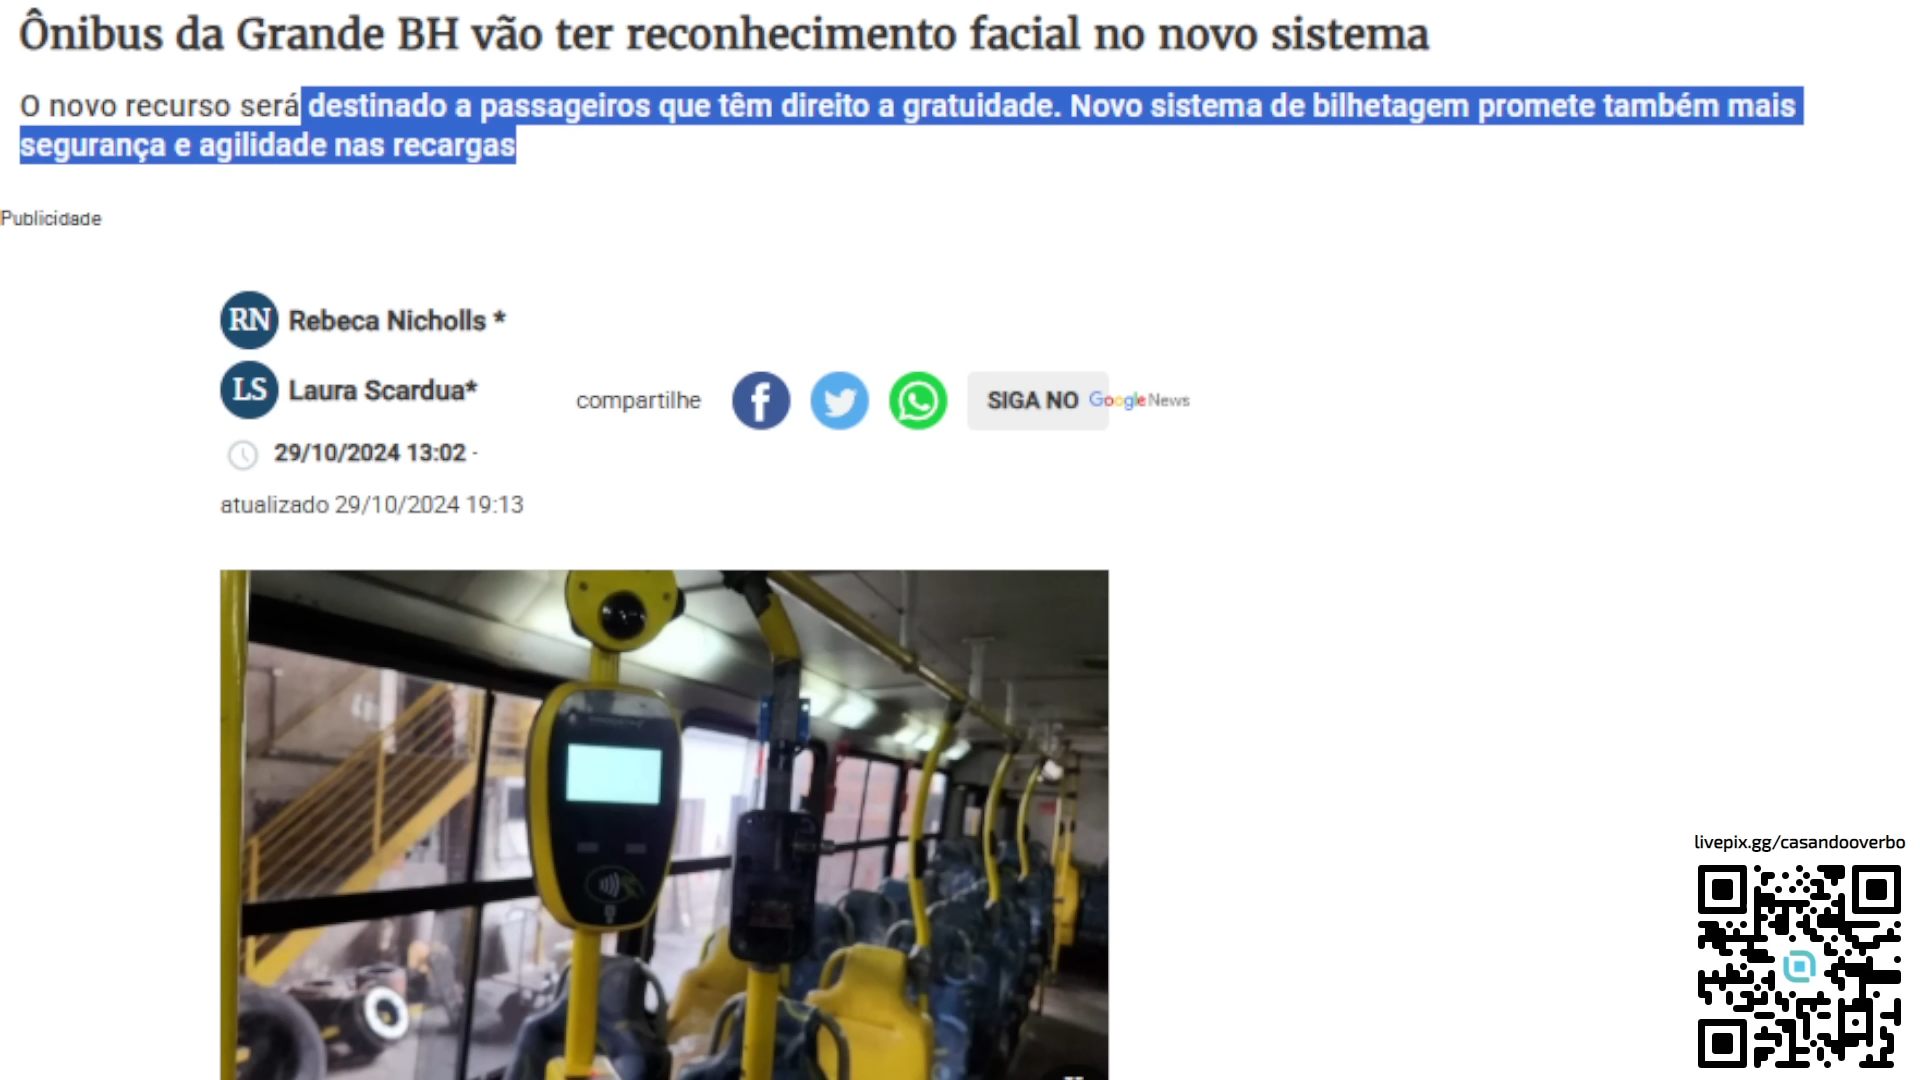 Ônibus da Grande BH vão ter reconhecimento facial no novo sistema
O novo recurso será destinado a passageiros que têm direito a gratuidade. Novo sistema de bilhetagem promete também mais
segurança e agilidade nas recargas
Publicidade
RN Rebeca Nicholls *
LS Laura Scardua*
compartilhe
SIGA NO Google News
29/10/2024 13:02 -
atualizado 29/10/2024 19:13
livepix.gg/casandooverbo